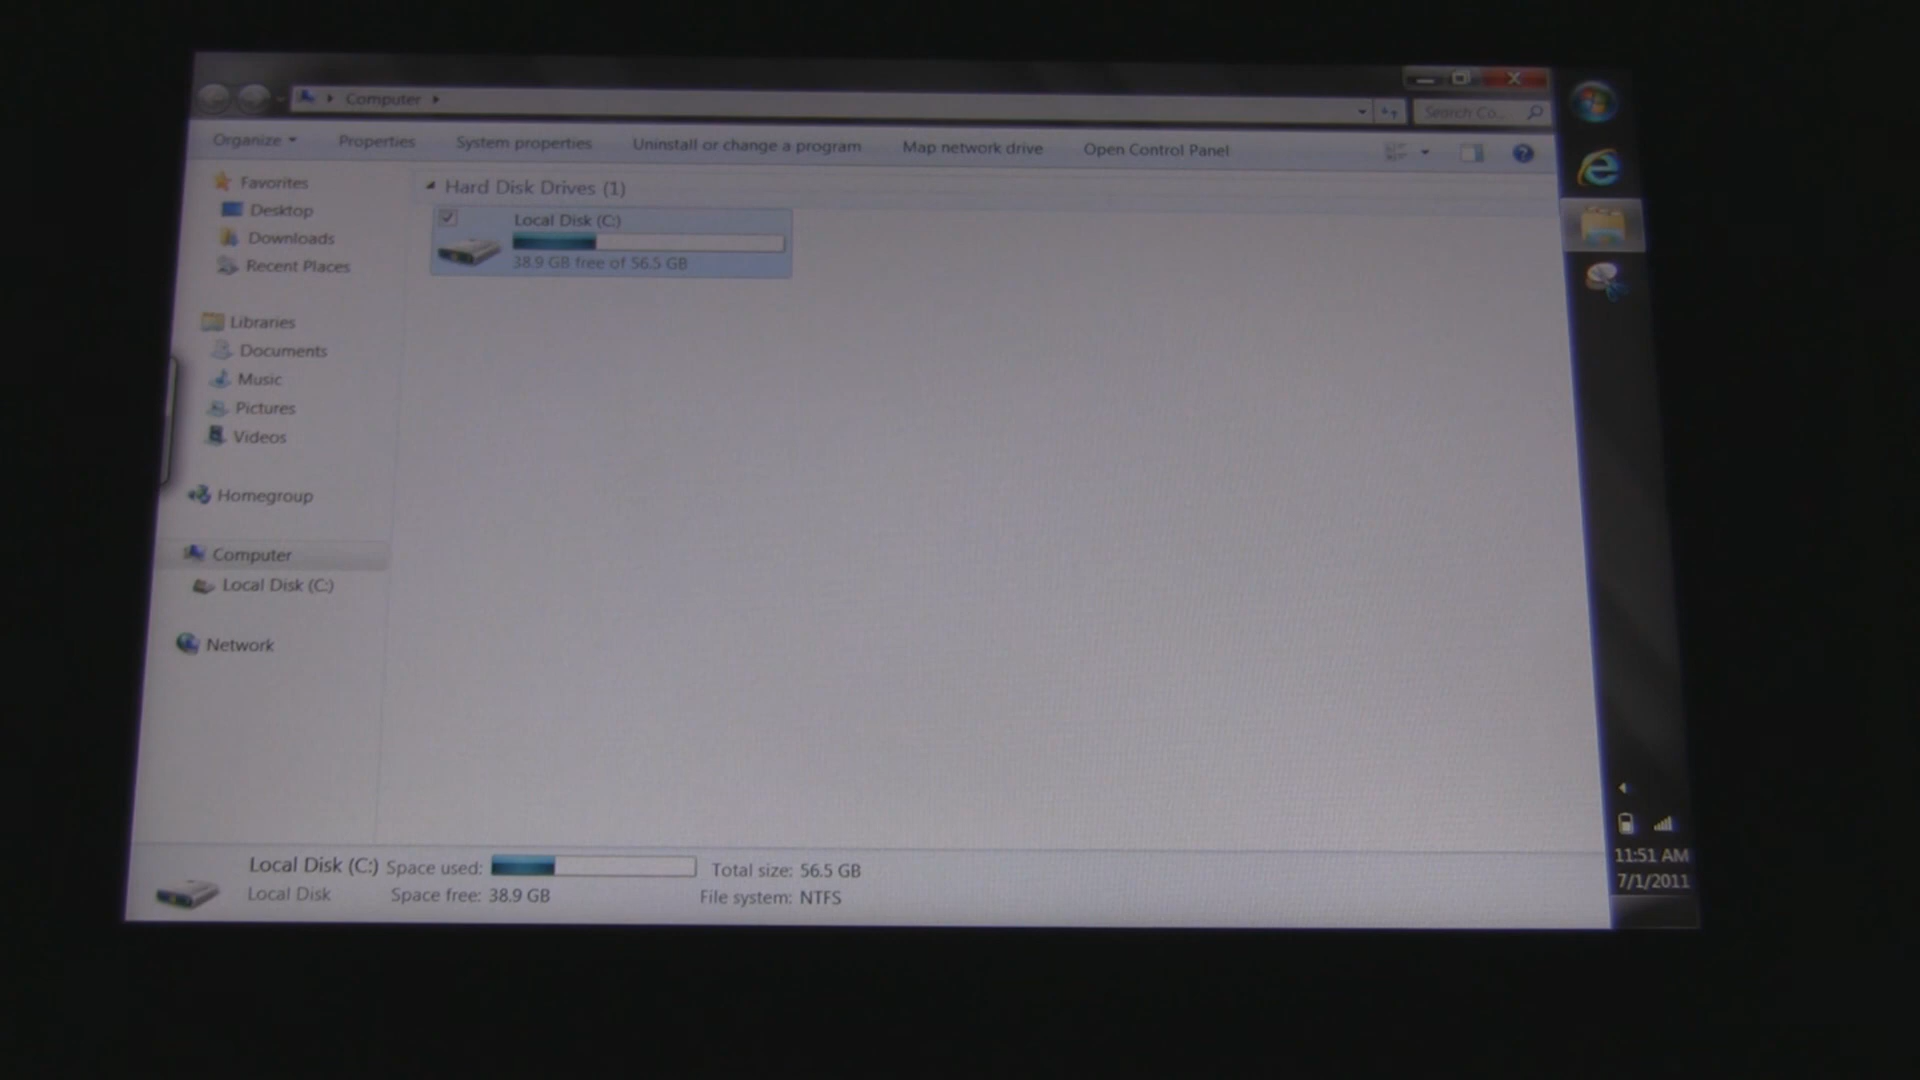 Computer
Search Co...
Organize Properties System properties Uninstall or change a program Map network drive Open Control Panel
Favorites
Desktop
Downloads
Recent Places
Libraries
Documents
Music
Pictures
Videos
Homegroup
Computer
Local Disk (C:)
Network
Hard Disk Drives (1)
Local Disk (C:)
38.9 GB free of 56.5 GB
Local Disk (C:) Space used: Total size: 56.5 GB
Local Disk Space free: 38.9 GB File system: NTFS
11:51 AM
7/1/2011